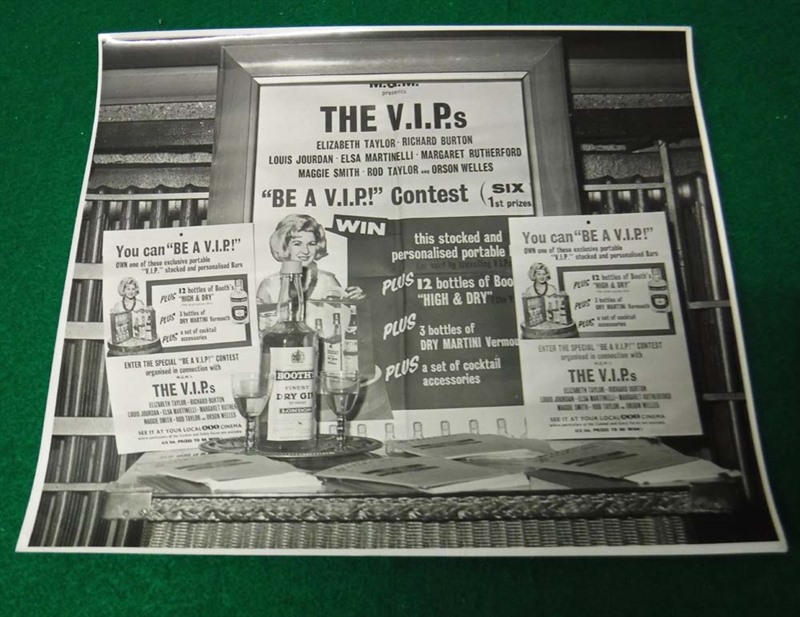 M.G.M.
presents
THE V.I.P.s
ELIZABETH TAYLOR · RICHARD BURTON
LOUIS JOURDAN · ELSA MARTINELLI · MARGARET RUTHERFORD
MAGGIE SMITH · ROD TAYLOR AND ORSON WELLES
"BE A V.I.P.!" Contest (SIX
1st prizes
WIN
this stocked and
personalised portable
PLUS 12 bottles of Booth's
"HIGH & DRY"
PLUS 3 bottles of
DRY MARTINI Vermou
PLUS a set of cocktail
accessories
BOOTH'S
FINEST
DRY GIN
LONDON
You can "BE A V.I.P.!"
OWN one of these exclusive portable
"V.I.P." stocked and personalised Bars
PLUS 12 bottles of Booth's
"HIGH & DRY"
PLUS 3 bottles of
DRY MARTINI Vermouth
PLUS a set of cocktail
accessories
ENTER THE SPECIAL "BE A V.I.P.!" CONTEST
organised in connection with
M.G.M.'s
THE V.I.P.s
ELIZABETH TAYLOR · RICHARD BURTON
LOUIS JOURDAN · ELSA MARTINELLI · MARGARET RUTHERF
MAGGIE SMITH · ROD TAYLOR AND ORSON WELLES
SEE IT AT YOUR LOCAL CINEMA
You can "BE A V.I.P.!"
OWN one of these exclusive portable
"V.I.P." stocked and personalised Bars
PLUS 12 bottles of Booth's
"HIGH & DRY"
PLUS 3 bottles of
DRY MARTINI Vermouth
PLUS a set of cocktail
accessories
ENTER THE SPECIAL "BE A V.I.P.!" CONTEST
organised in connection with
M.G.M.'s
THE V.I.P.s
ELIZABETH TAYLOR · RICHARD BURTON
LOUIS JOURDAN · ELSA MARTINELLI · MARGARET RUTHERFORD
MAGGIE SMITH · ROD TAYLOR AND ORSON WELLES
SEE IT AT YOUR LOCAL CINEMA